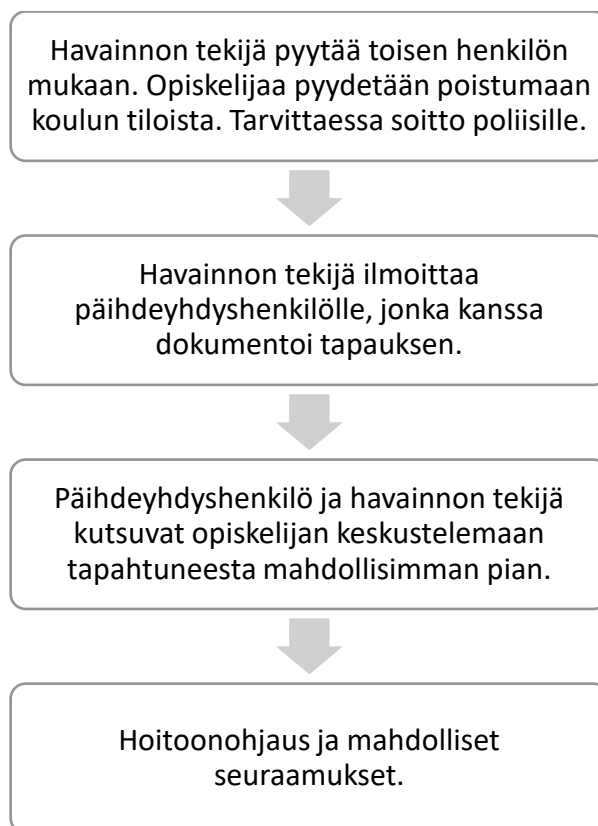 Havainnon tekijä pyytää toisen henkilön
mukaan. Opiskelijaa pyydetään poistumaan
koulun tiloista. Tarvittaessa soitto poliisille.
Havainnon tekijä ilmoittaa
päihdeyhdyshenkilölle, jonka kanssa
dokumentoi tapauksen.
Päihdeyhdyshenkilö ja havainnon tekijä
kutsuvat opiskelijan keskustelemaan
tapahtuneesta mahdollisimman pian.
Hoitoonohjaus ja mahdolliset
seuraamukset.